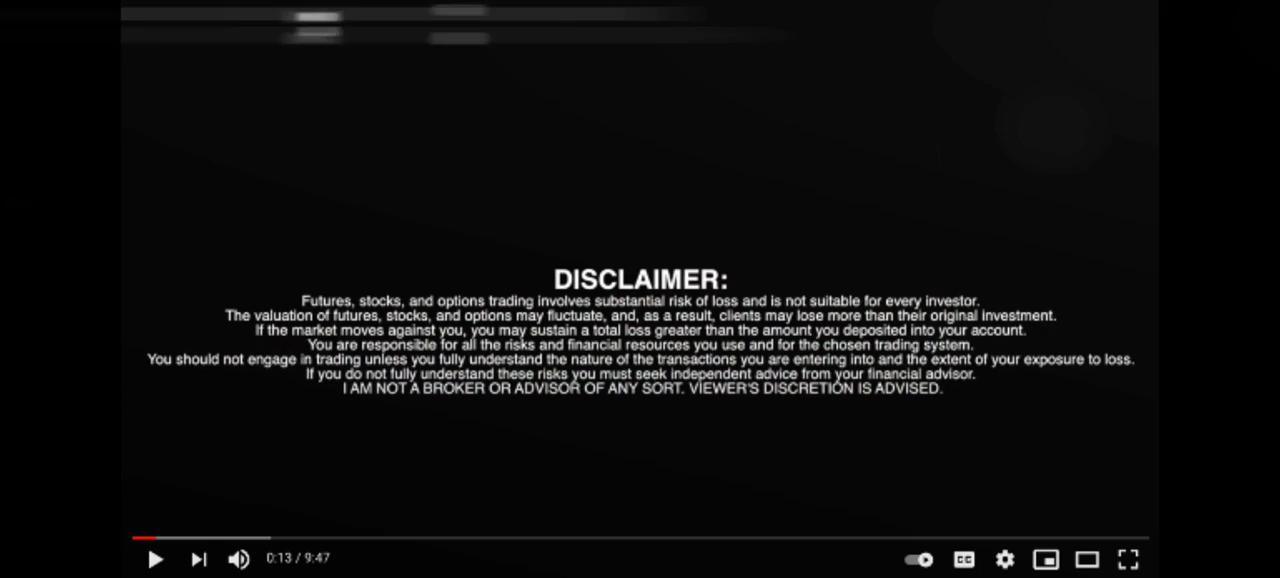 DISCLAIMER:
Futures, stocks, and options trading involves substantial risk of loss and is not suitable for every investor.
The valuation of futures, stocks, and options may fluctuate, and, as a result, clients may lose more than their original investment.
If the market moves against you, you may sustain a total loss greater than the amount you deposited into your account.
You are responsible for all the risks and financial resources you use and for the chosen trading system.
You should not engage in trading unless you fully understand the nature of the transactions you are entering into and the extent of your exposure to loss.
If you do not fully understand these risks you must seek independent advice from your financial advisor.
I AM NOT A BROKER OR ADVISOR OF ANY SORT. VIEWER'S DISCRETION IS ADVISED.
0:13 / 9:47
CC